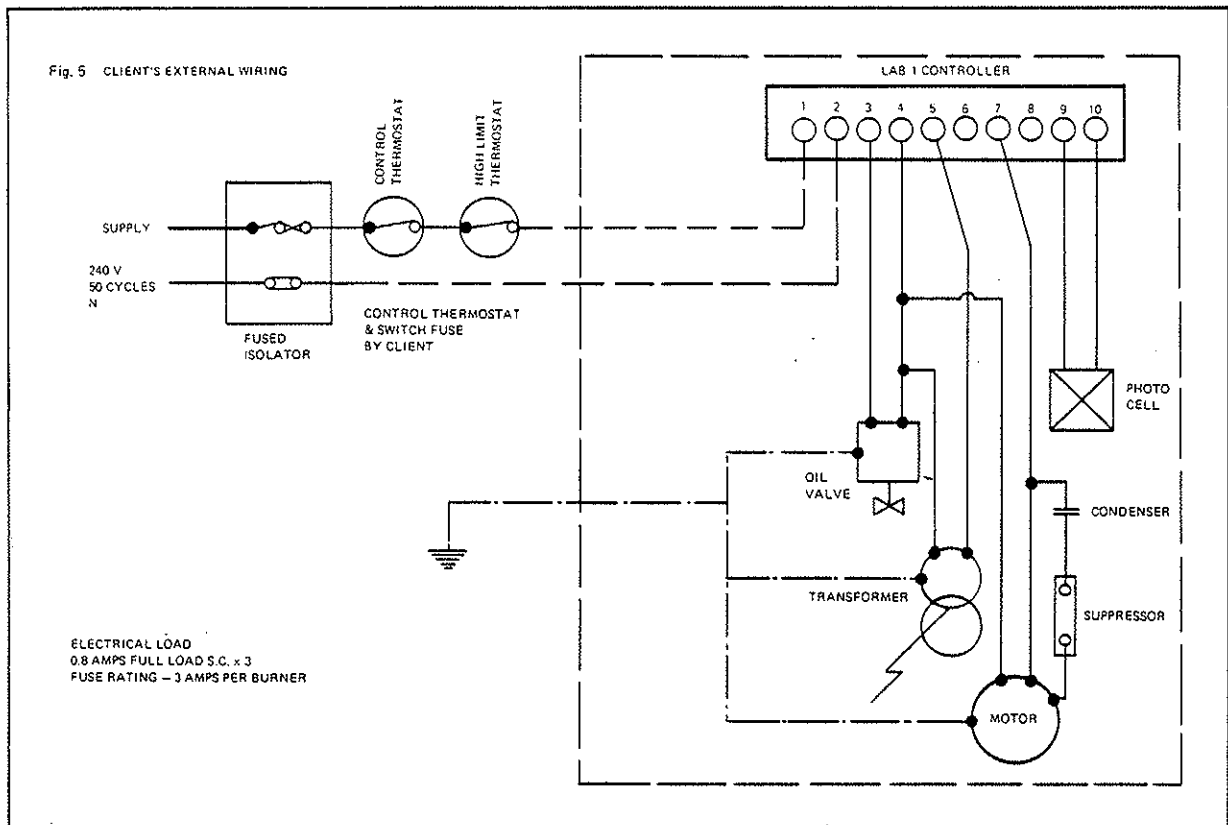 Fig. 5 CLIENT'S EXTERNAL WIRING
LAB 1 CONTROLLER
1 2 3 4 5 6 7 8 9 10
CONTROL
THERMOSTAT
HIGH LIMIT
THERMOSTAT
SUPPLY
240 V
50 CYCLES
N
FUSED
ISOLATOR
CONTROL THERMOSTAT
& SWITCH FUSE
BY CLIENT
PHOTO
CELL
OIL
VALVE
CONDENSER
TRANSFORMER
SUPPRESSOR
MOTOR
ELECTRICAL LOAD
0.8 AMPS FULL LOAD S.C. x 3
FUSE RATING – 3 AMPS PER BURNER